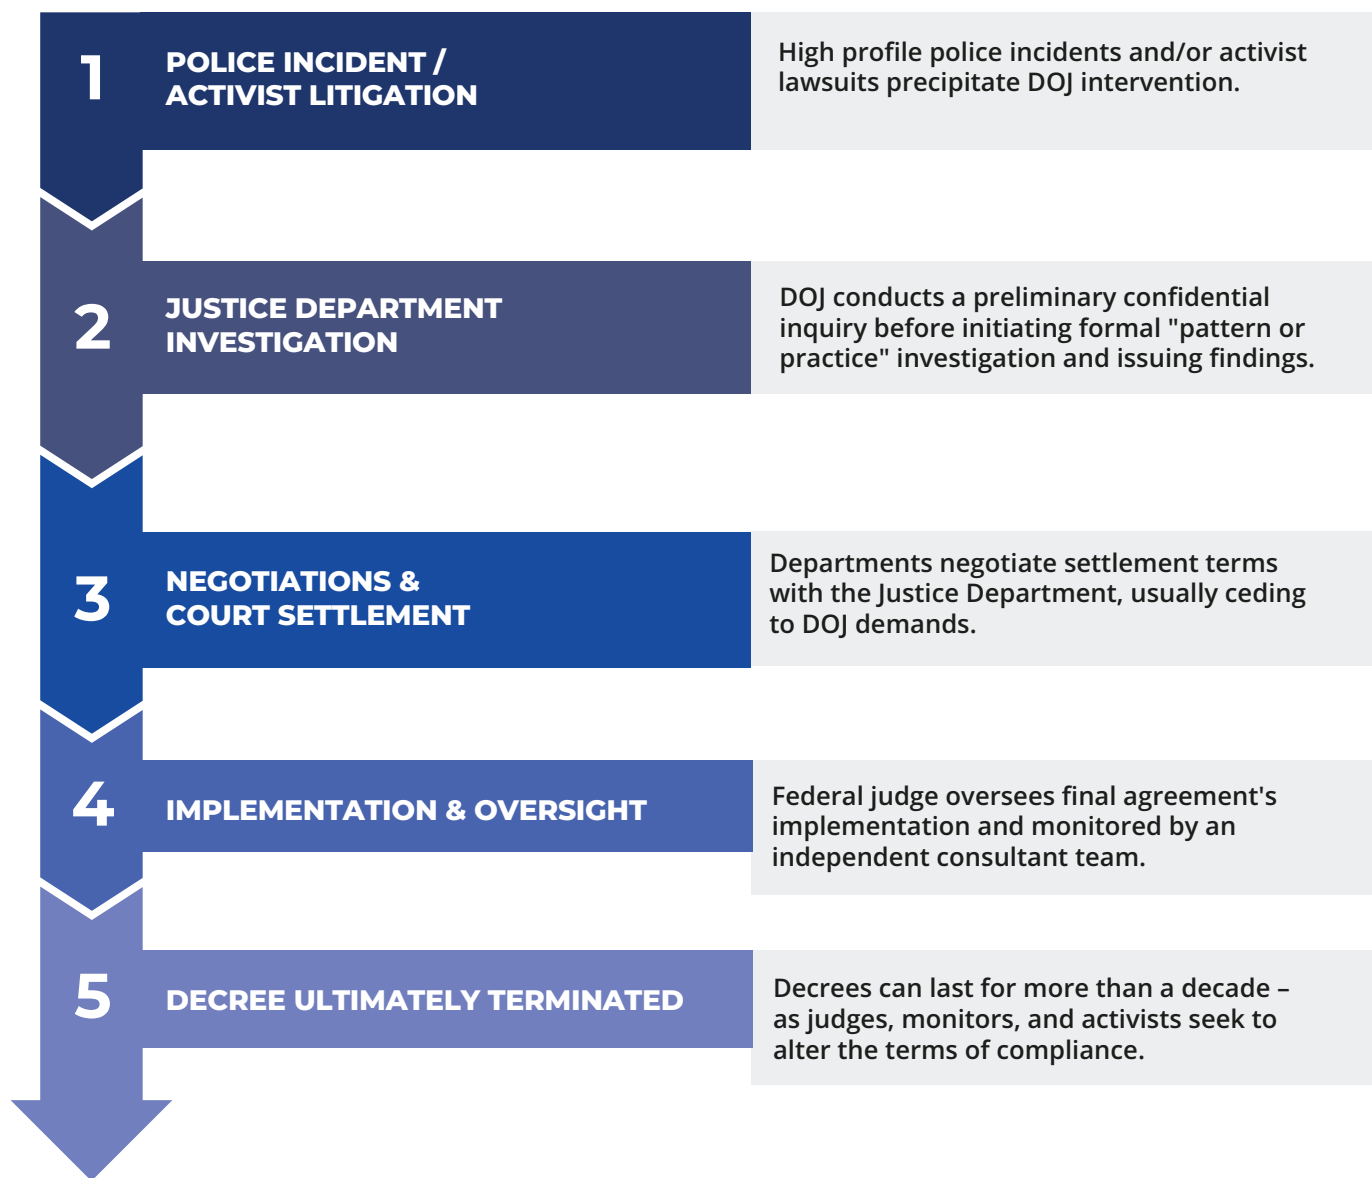 1
POLICE INCIDENT /
ACTIVIST LITIGATION
High profile police incidents and/or activist
lawsuits precipitate DOJ intervention.
2
JUSTICE DEPARTMENT
INVESTIGATION
DOJ conducts a preliminary confidential
inquiry before initiating formal "pattern or
practice" investigation and issuing findings.
3
NEGOTIATIONS &
COURT SETTLEMENT
Departments negotiate settlement terms
with the Justice Department, usually ceding
to DOJ demands.
4
IMPLEMENTATION & OVERSIGHT
Federal judge oversees final agreement's
implementation and monitored by an
independent consultant team.
5
DECREE ULTIMATELY TERMINATED
Decrees can last for more than a decade –
as judges, monitors, and activists seek to
alter the terms of compliance.